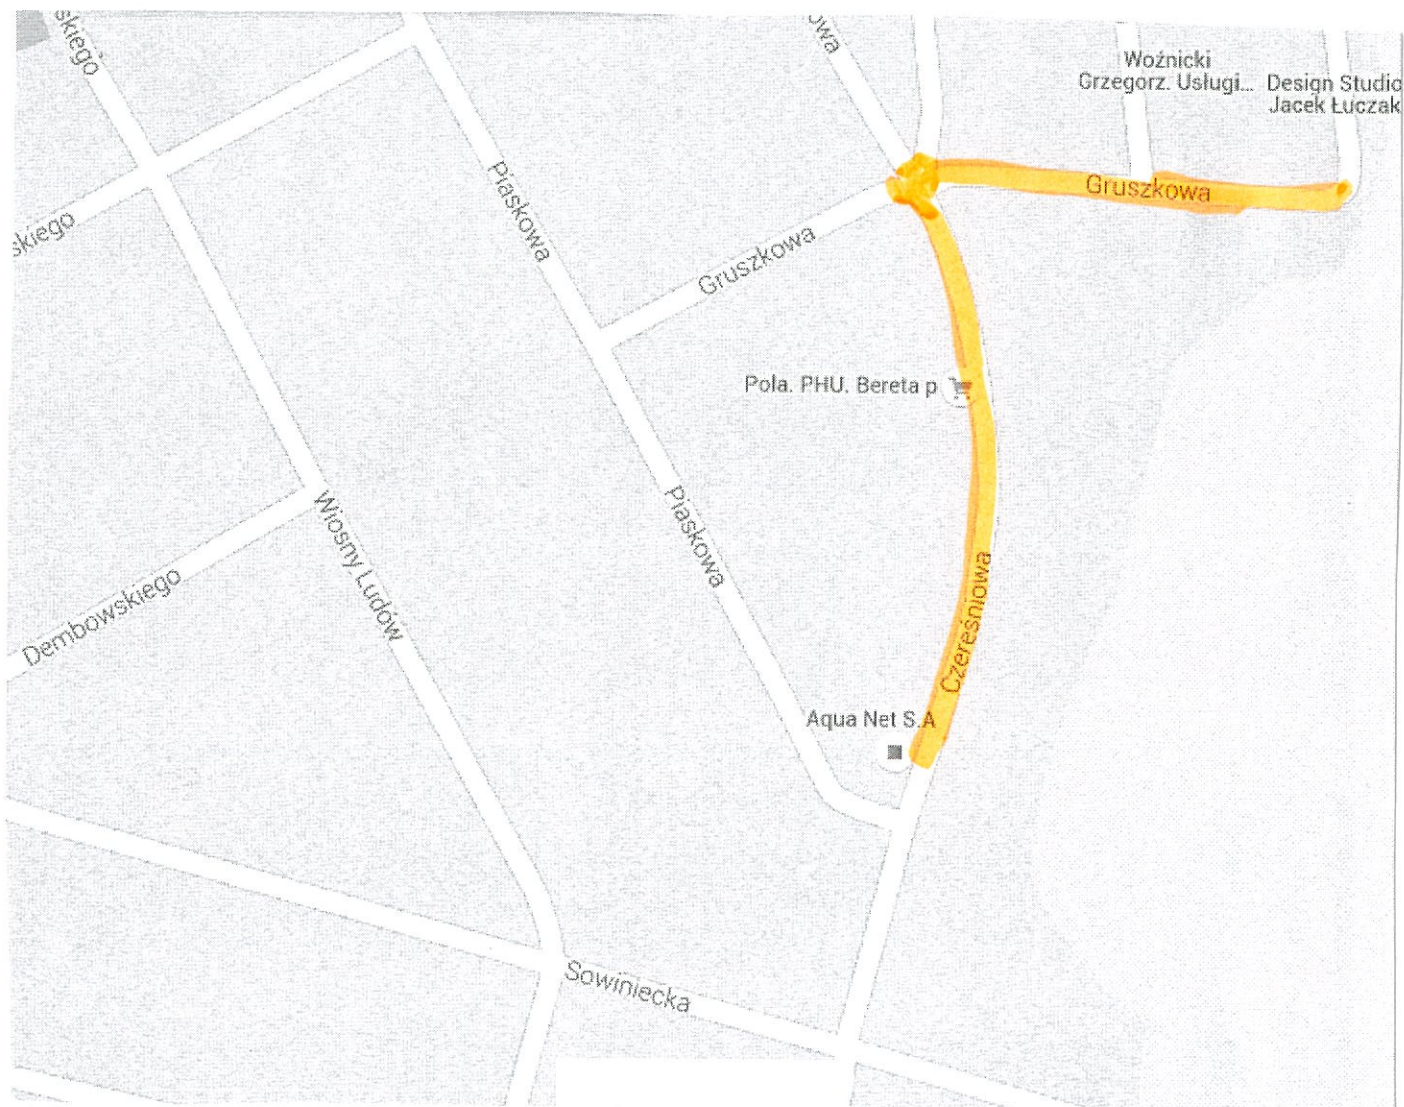 skiego
owa
Woźnicki
Grzegorz. Usługi...
Design Studio
Jacek Łuczak
Piaskowa
Gruszkowa
skiego
Gruszkowa
Pola. PHU. Bereta p
Piaskowa
Wiosny Ludów
Czereśniowa
Dembowskiego
Aqua Net S.A
Sowiniecka